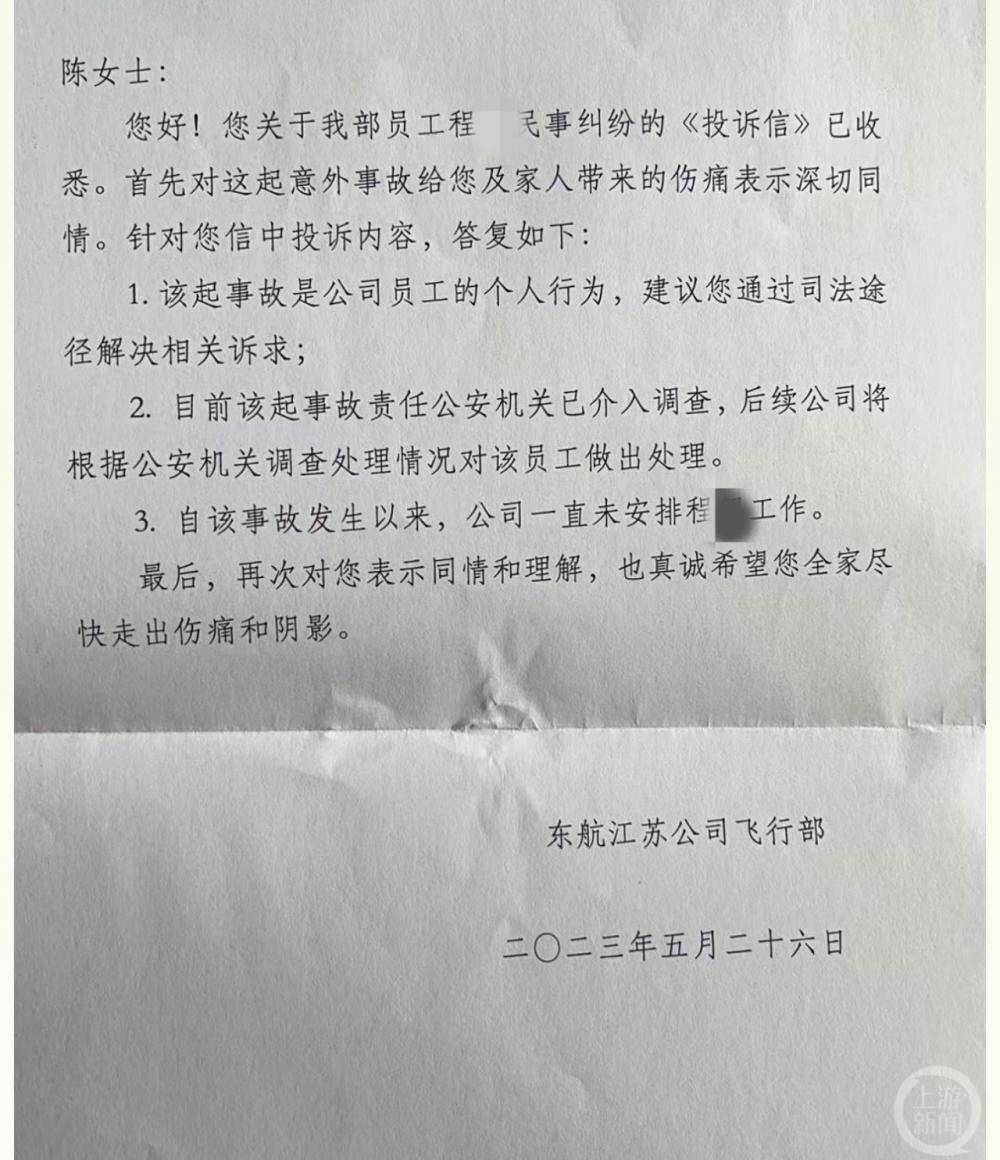 陈女士：
您好！您关于我部员工程 民事纠纷的《投诉信》已收
悉。首先对这起意外事故给您及家人带来的伤痛表示深切同
情。针对您信中投诉内容，答复如下：
1. 该起事故是公司员工的个人行为，建议您通过司法途
径解决相关诉求；
2. 目前该起事故责任公安机关已介入调查，后续公司将
根据公安机关调查处理情况对该员工做出处理。
3. 自该事故发生以来，公司一直未安排程 工作。
最后，再次对您表示同情和理解，也真诚希望您全家尽
快走出伤痛和阴影。
东航江苏公司飞行部
二〇二三年五月二十六日
上游
新闻